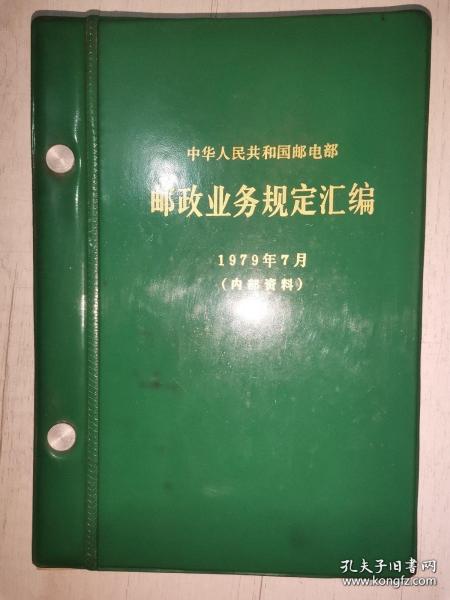 中华人民共和国邮电部
邮政业务规定汇编
1979年7月
(内部资料)
孔夫子旧书网
www.kongfz.com